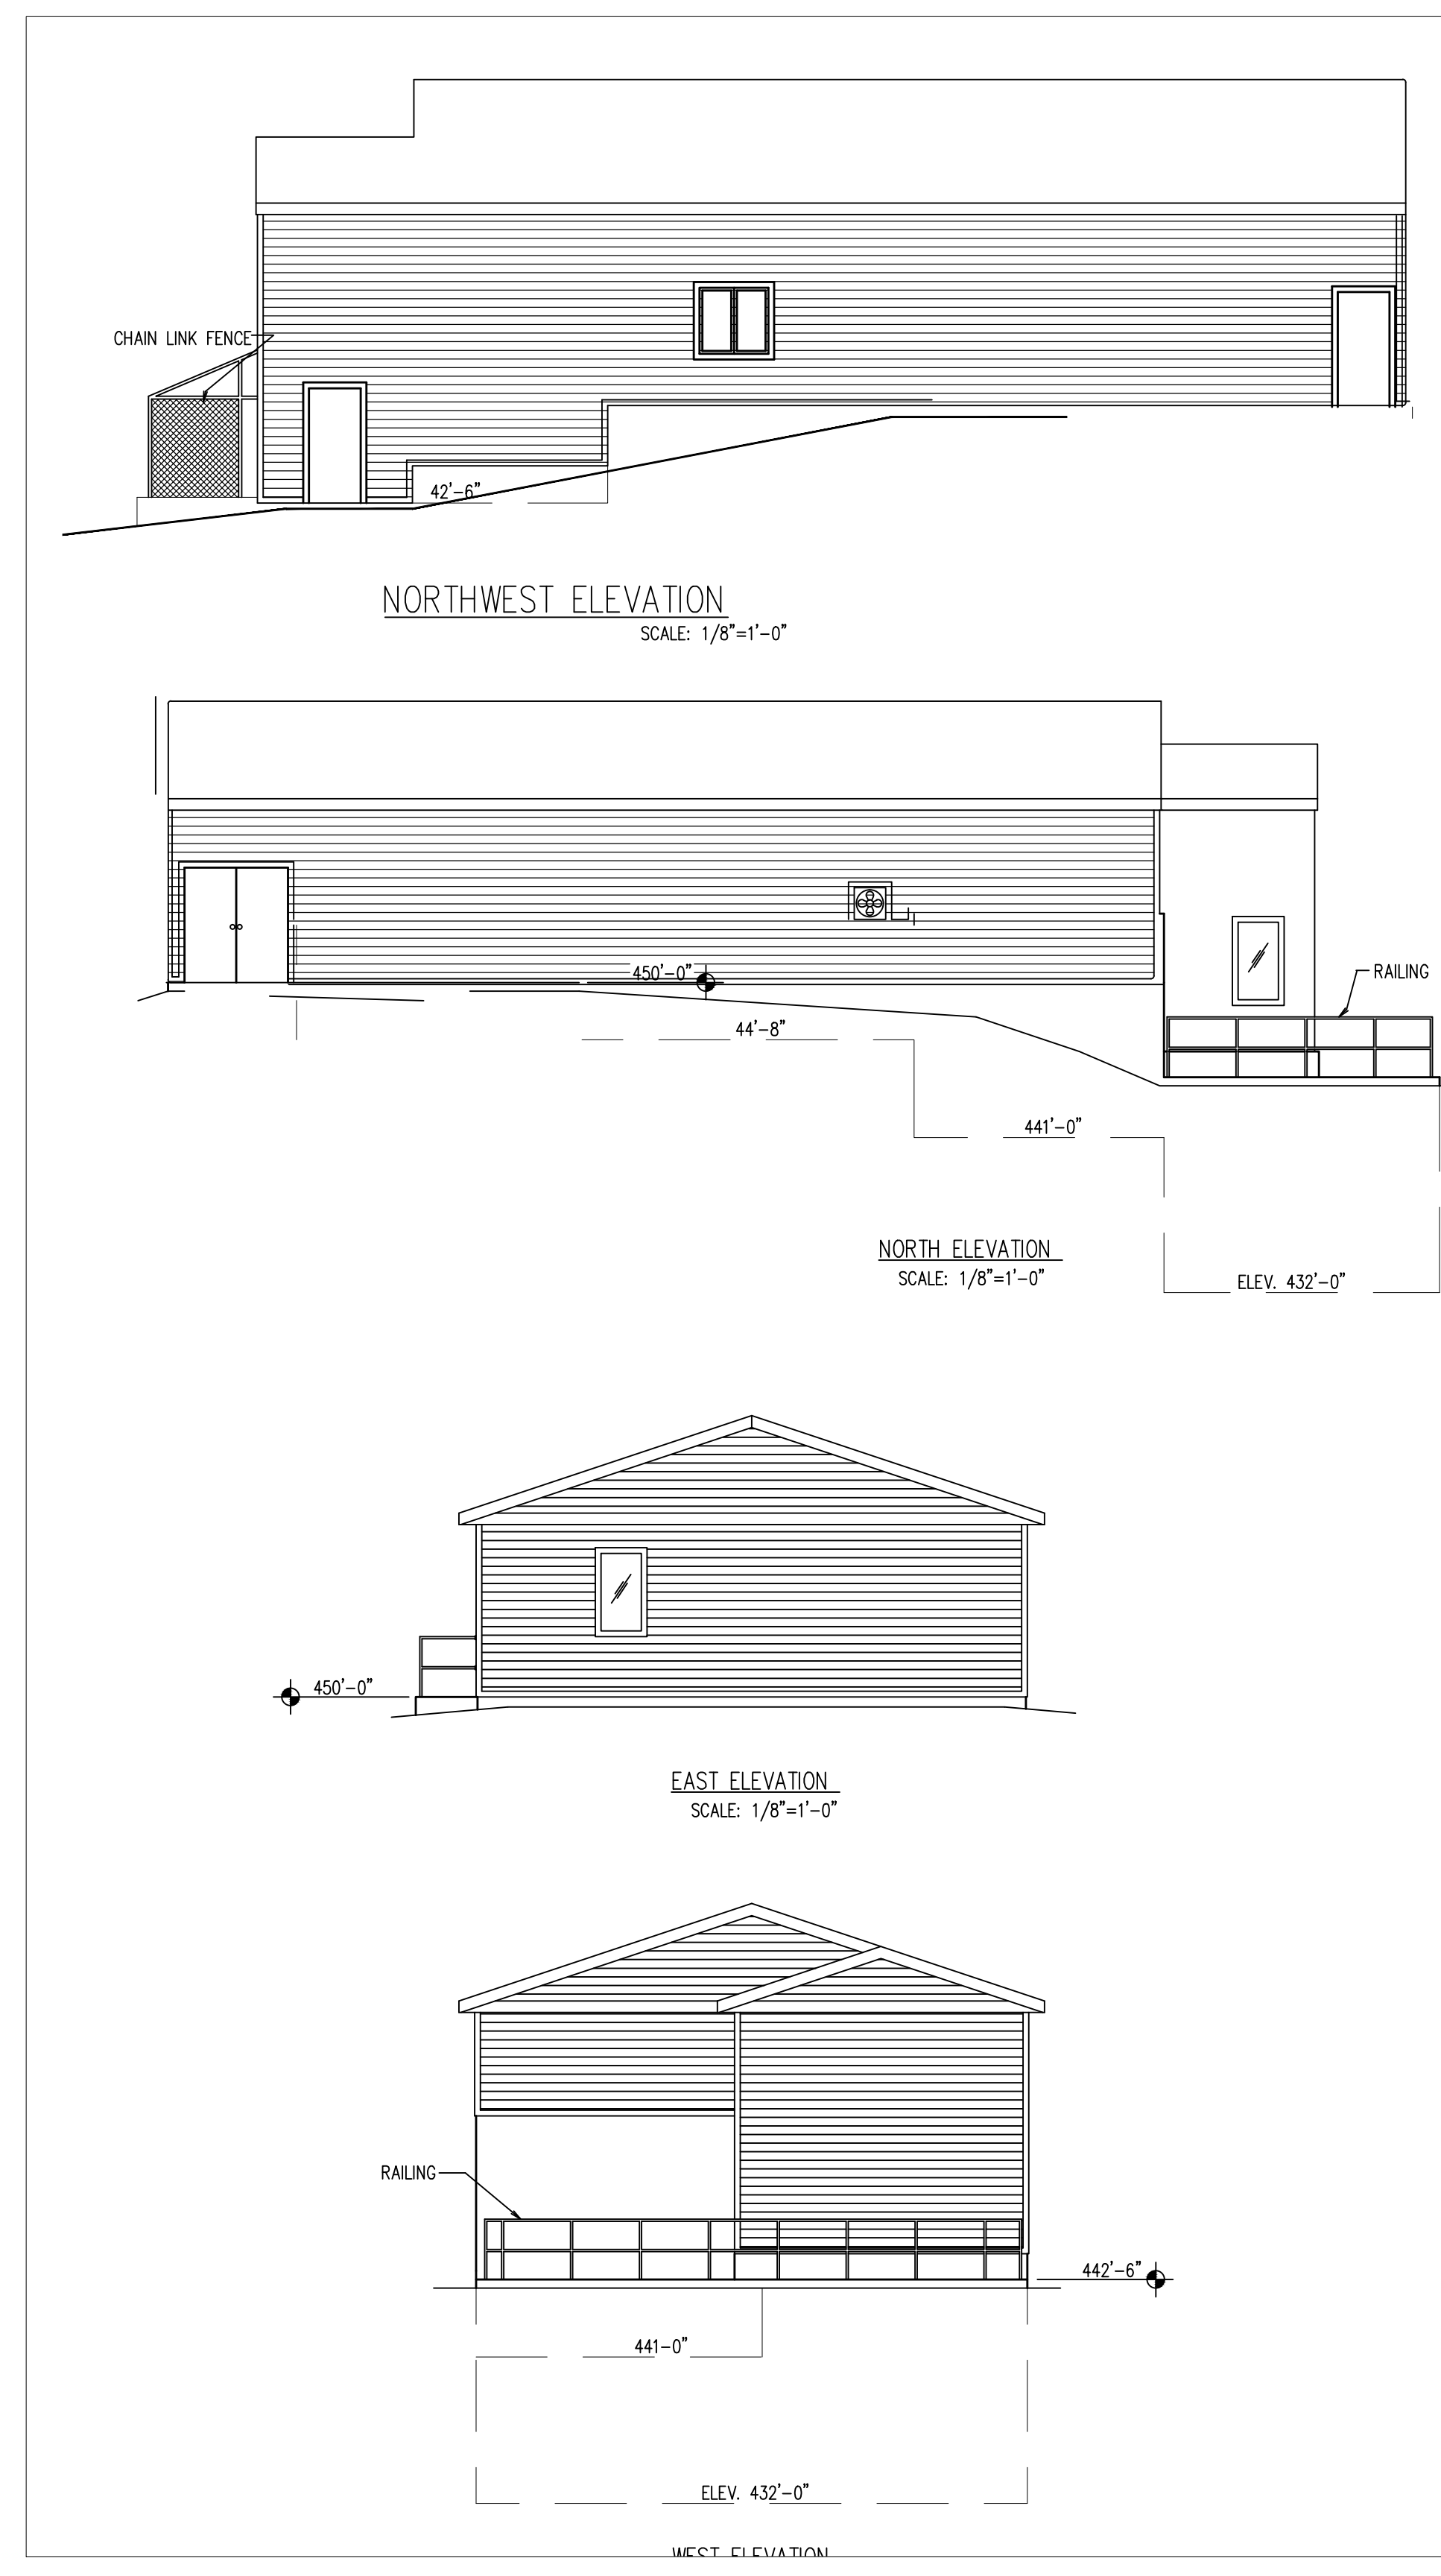 CHAIN LINK FENCE
42'-6"
NORTHWEST ELEVATION
SCALE: 1/8"=1'-0"
450'-0"
RAILING
44'-8"
441'-0"
NORTH ELEVATION
SCALE: 1/8"=1'-0"
ELEV. 432'-0"
450'-0"
EAST ELEVATION
SCALE: 1/8"=1'-0"
RAILING
442'-6"
441-0"
ELEV. 432'-0"
WEST ELEVATION